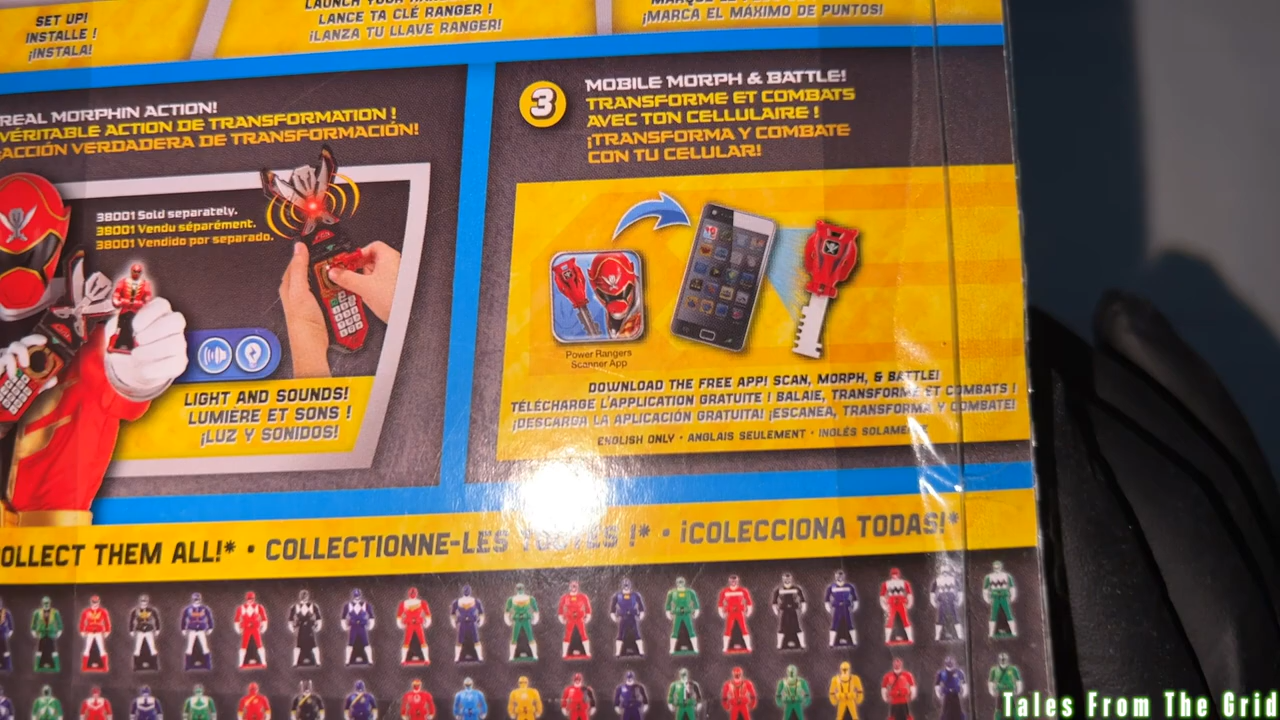 SET UP!
INSTALLE !
¡INSTALA!
LANCE TA CLÉ RANGER !
¡LANZA TU LLAVE RANGER!
¡MARCA EL MÁXIMO DE PUNTOS!
REAL MORPHIN ACTION!
VÉRITABLE ACTION DE TRANSFORMATION !
¡ACCIÓN VERDADERA DE TRANSFORMACIÓN!
38001 Sold separately.
38001 Vendu séparément.
38001 Vendido por separado.
LIGHT AND SOUNDS!
LUMIÈRE ET SONS !
¡LUZ Y SONIDOS!
3
MOBILE MORPH & BATTLE!
TRANSFORME ET COMBATS
AVEC TON CELLULAIRE !
¡TRANSFORMA Y COMBATE
CON TU CELULAR!
Power Rangers
Scanner App
DOWNLOAD THE FREE APP! SCAN, MORPH, & BATTLE!
TÉLÉCHARGE L'APPLICATION GRATUITE ! BALAIE, TRANSFORME ET COMBATS !
¡DESCARGA LA APLICACIÓN GRATUITA! ¡ESCANEA, TRANSFORMA Y COMBATE!
ENGLISH ONLY • ANGLAIS SEULEMENT • INGLÉS
OLLECT THEM ALL!* • COLLECTIONNE-LES TOUTES !* • ¡COLECCIONA TODAS!*
Tales From The Grid